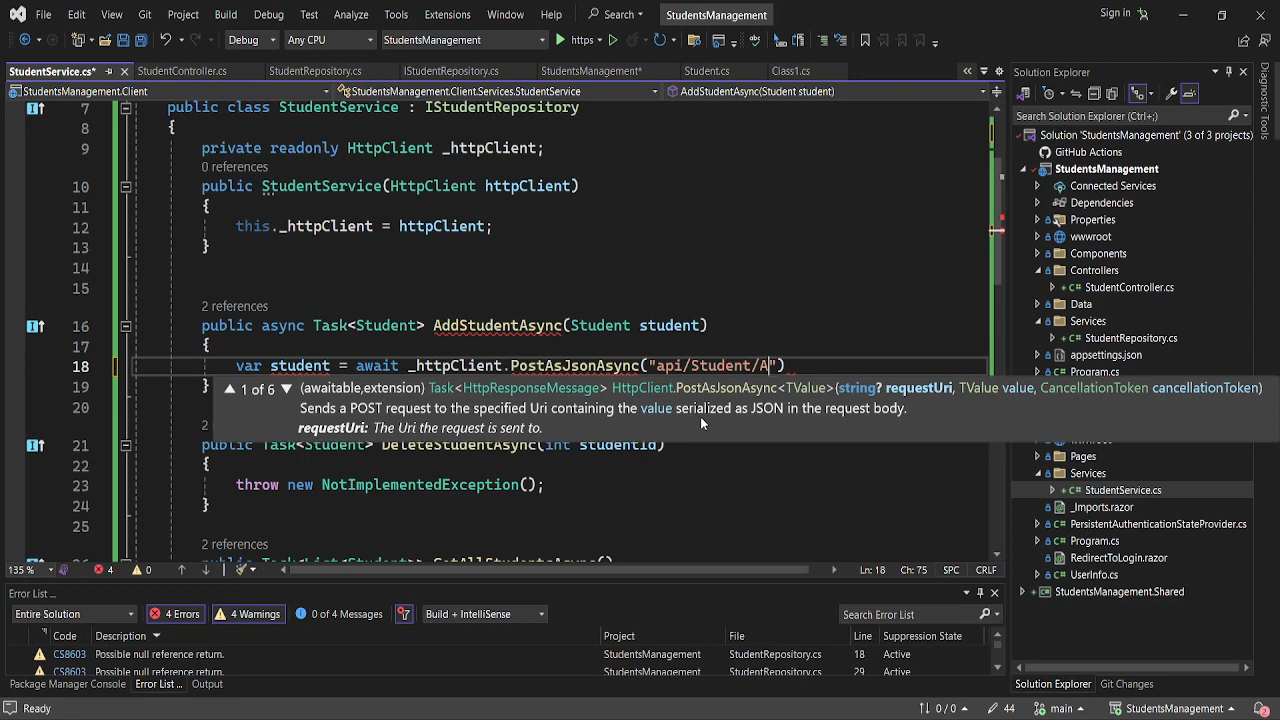 File Edit View Git Project Build Debug Test Analyze Tools Extensions Window Help Search StudentsManagement Sign in
Debug Any CPU StudentsManagement https
StudentService.cs* StudentController.cs StudentRepository.cs IStudentRepository.cs StudentsManagement* Student.cs Class1.cs
StudentsManagement.Client StudentsManagement.Client.Services.StudentService AddStudentAsync(Student student)
7 public class StudentService : IStudentRepository
8 {
9 private readonly HttpClient _httpClient;
0 references
10 public StudentService(HttpClient httpClient)
11 {
12 this._httpClient = httpClient;
13 }
14
15
2 references
16 public async Task<Student> AddStudentAsync(Student student)
17 {
18 var student = await _httpClient.PostAsJsonAsync("api/Student/A")
1 of 6 (awaitable,extension) Task<HttpResponseMessage> HttpClient.PostAsJsonAsync<TValue>(string? requestUri, TValue value, CancellationToken cancellationToken)
Sends a POST request to the specified Uri containing the value serialized as JSON in the request body.
requestUri: The Uri the request is sent to.
19 }
20
21 public Task<Student> DeleteStudentAsync(int studentId)
22 {
23 throw new NotImplementedException();
24 }
25
2 references
26 public Task<List<Student>> GetAllStudentsAsync()
135 % 4 0 Ln: 18 Ch: 75 SPC CRLF
Error List ...
Entire Solution 4 Errors 4 Warnings 0 of 4 Messages Build + IntelliSense Search Error List
Code Description Project File Line Suppression State
CS8603 Possible null reference return. StudentsManagement StudentRepository.cs 18 Active
CS8603 Possible null reference return. StudentsManagement StudentRepository.cs 29 Active
Package Manager Console Error List ... Output
Solution Explorer
Search Solution Explorer (Ctrl+;)
Solution 'StudentsManagement' (3 of 3 projects)
GitHub Actions
StudentsManagement
Connected Services
Dependencies
Properties
wwwroot
Components
Controllers
StudentController.cs
Data
Services
StudentRepository.cs
appsettings.json
Program.cs
Pages
Services
StudentService.cs
_Imports.razor
PersistentAuthenticationStateProvider.cs
Program.cs
RedirectToLogin.razor
UserInfo.cs
StudentsManagement.Shared
Solution Explorer Git Changes
Diagnostic Tools
Ready 0 / 0 44 main StudentsManagement 2